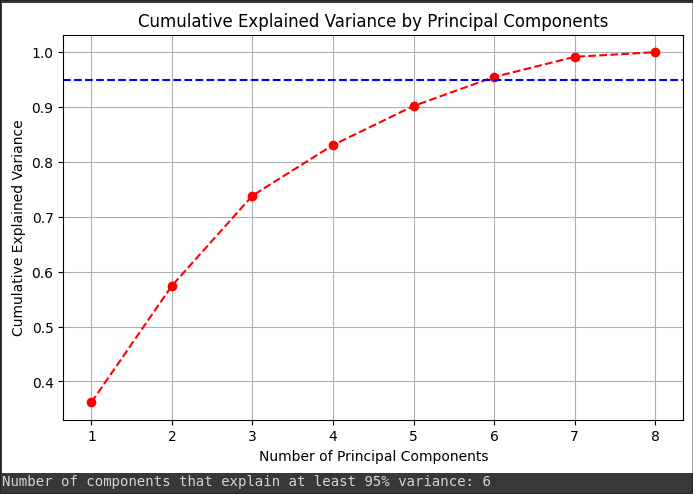 Cumulative Explained Variance by Principal Components
Cumulative Explained Variance
1.0
0.9
0.8
0.7
0.6
0.5
0.4
1 2 3 4 5 6 7 8
Number of Principal Components
Number of components that explain at least 95% variance: 6